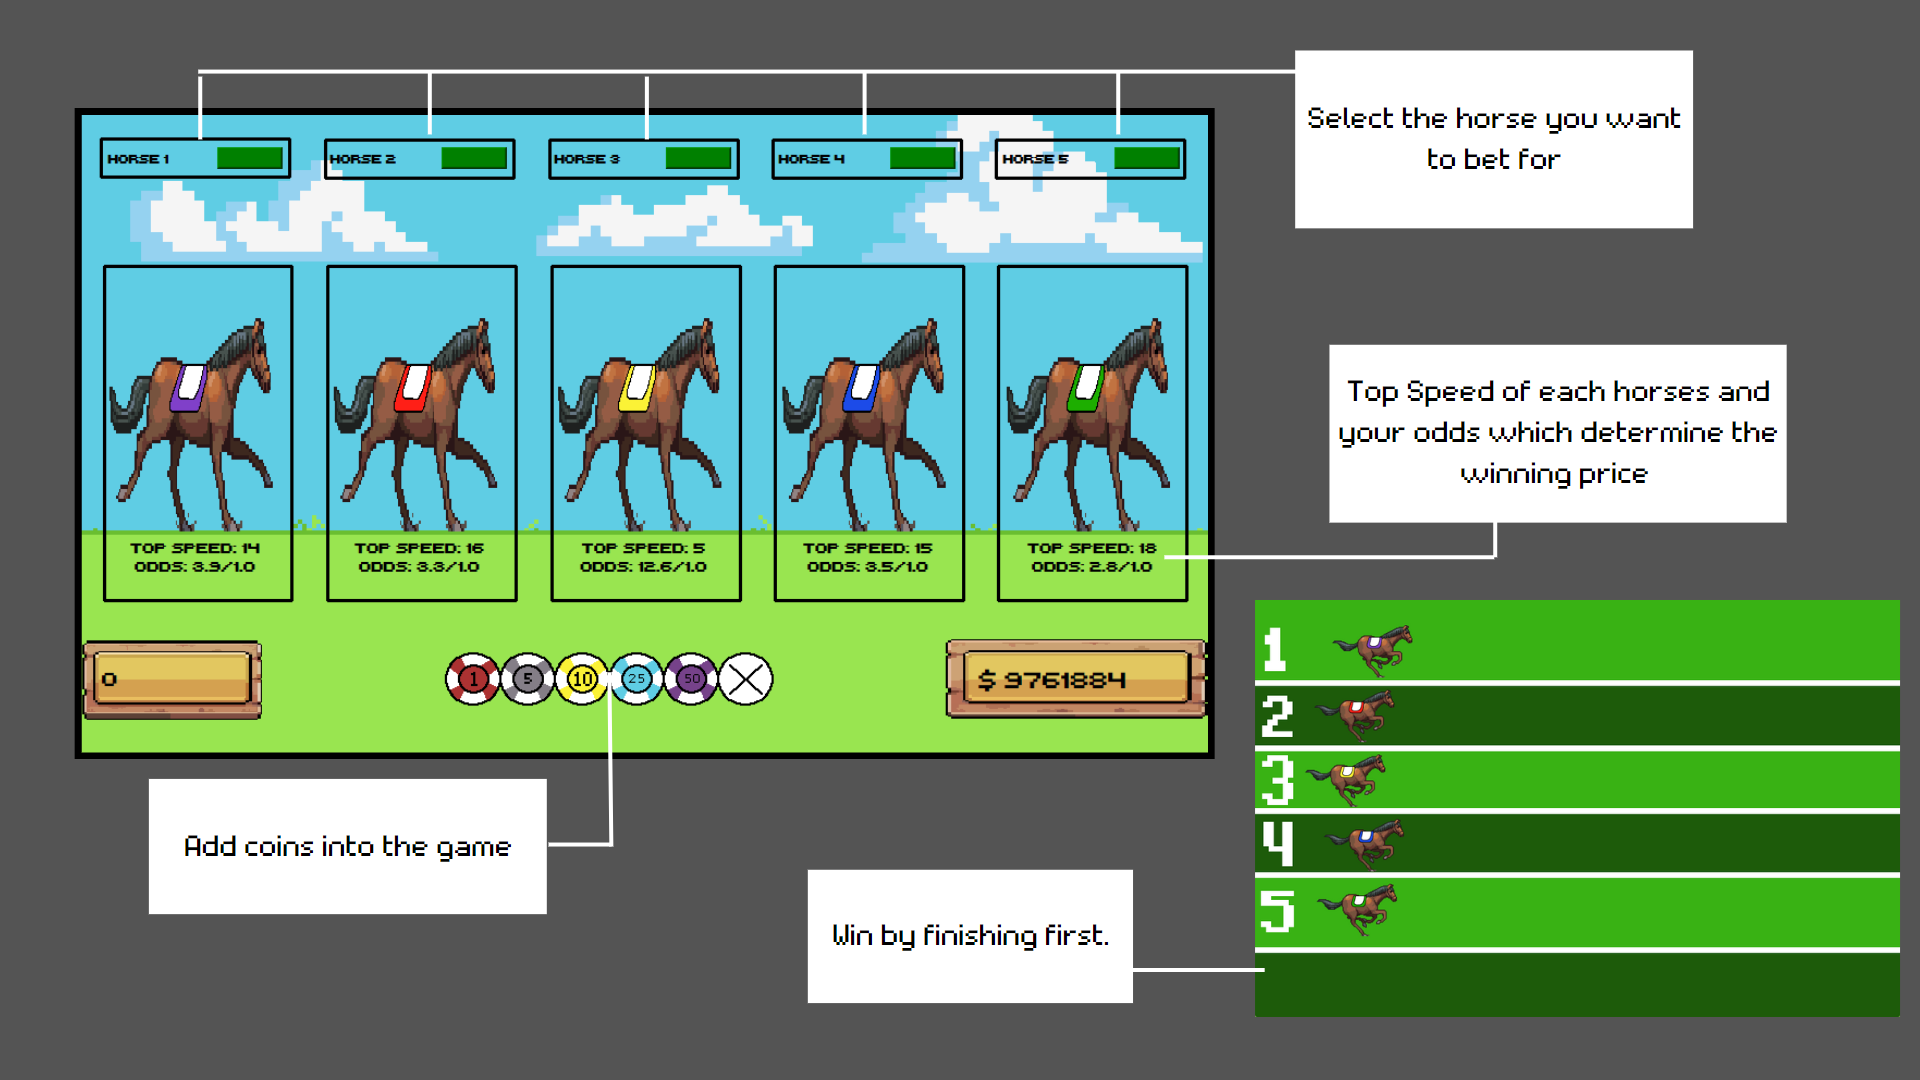 Select the horse you want
to bet for
HORSE 1
HORSE 2
HORSE 3
HORSE 4
HORSE 5
Top Speed of each horses and
your odds which determine the
winning price
TOP SPEED: 14
ODDS: 3.9/1.0
TOP SPEED: 16
ODDS: 3.3/1.0
TOP SPEED: 5
ODDS: 12.6/1.0
TOP SPEED: 15
ODDS: 3.5/1.0
TOP SPEED: 18
ODDS: 2.8/1.0
0
1
5
10
25
50
$ 9761884
1
2
3
4
5
Add coins into the game
Win by finishing first.